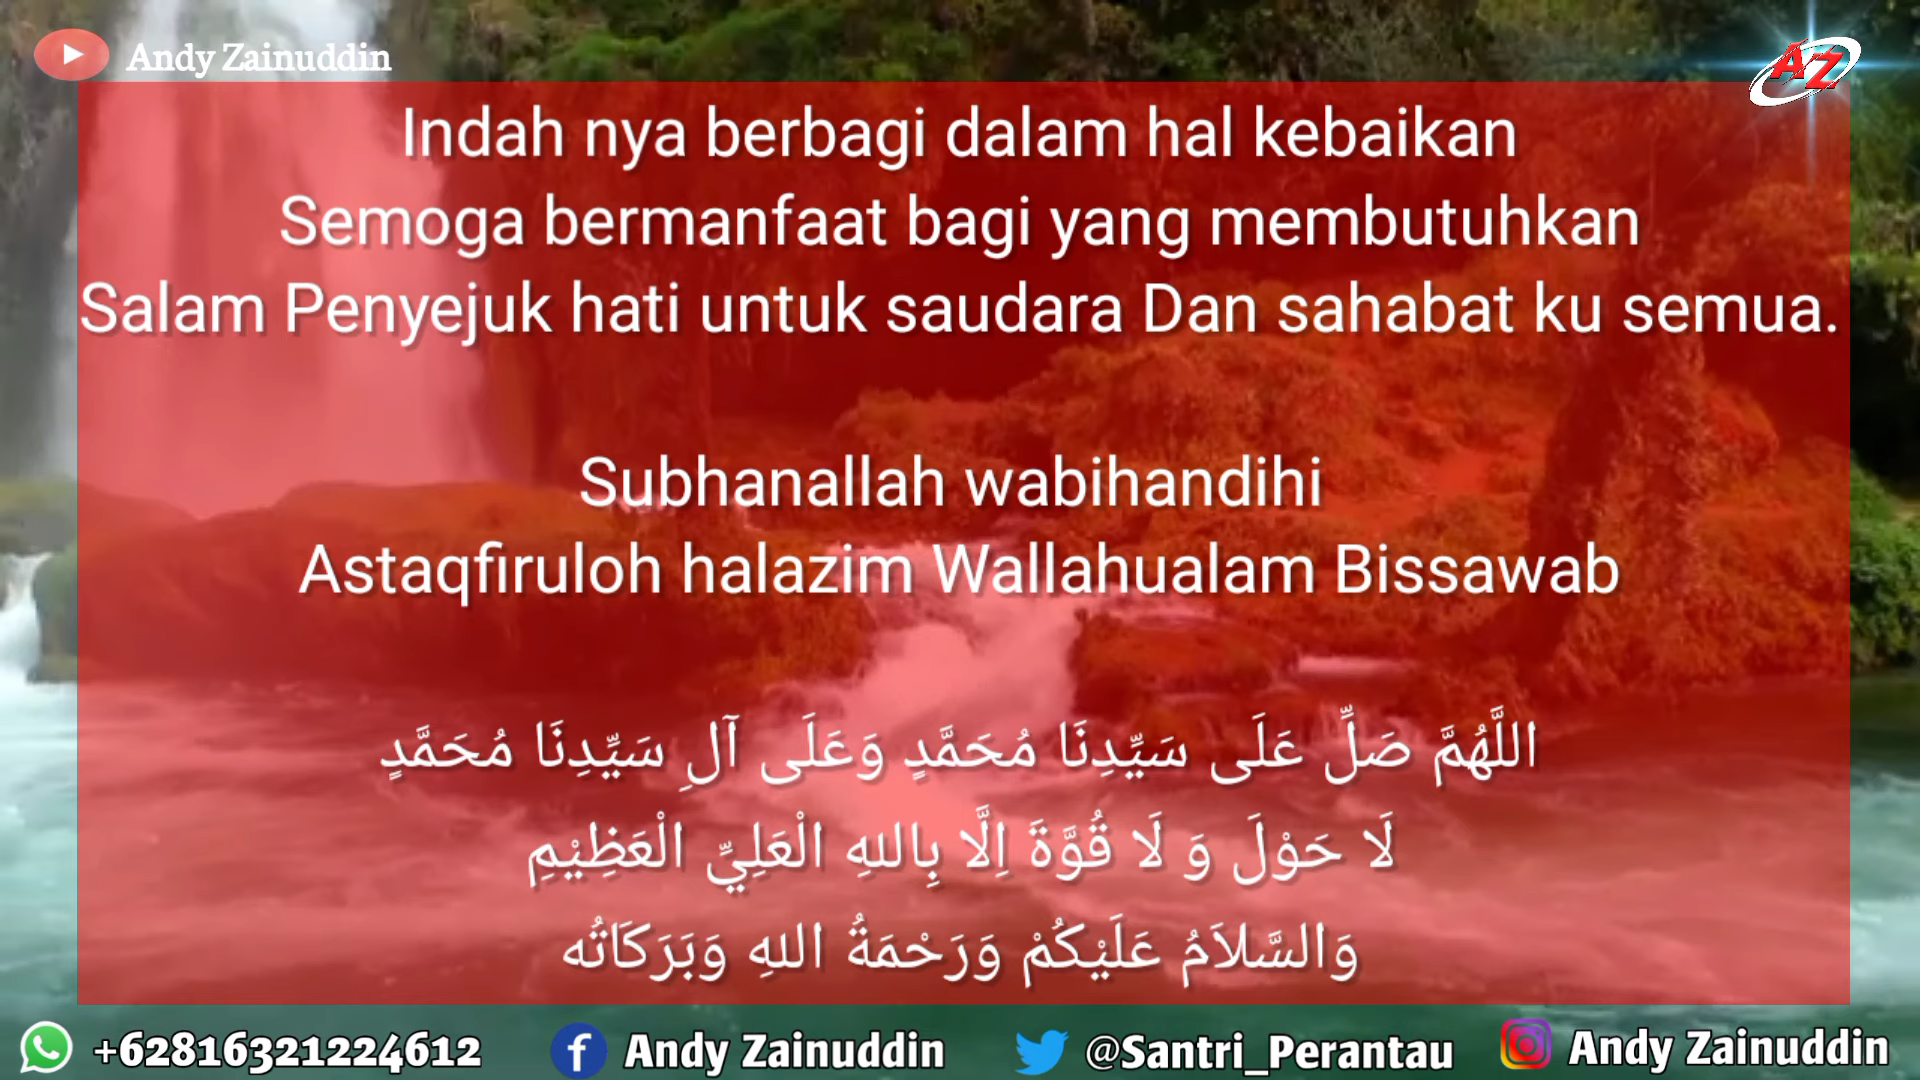 Andy Zainuddin
AZ
Indah nya berbagi dalam hal kebaikan
Semoga bermanfaat bagi yang membutuhkan
Salam Penyejuk hati untuk saudara Dan sahabat ku semua.
Subhanallah wabihandihi
Astaqfiruloh halazim Wallahualam Bissawab
اللَّهُمَّ صَلِّ عَلَى سَيِّدِنَا مُحَمَّدٍ وَعَلَى آلِ سَيِّدِنَا مُحَمَّدٍ
لَا حَوْلَ وَ لَا قُوَّةَ اِلَّا بِاللهِ الْعَلِيِّ الْعَظِيْمِ
وَالسَّلاَمُ عَلَيْكُمْ وَرَحْمَةُ اللهِ وَبَرَكَاتُه
+62816321224612
Andy Zainuddin
@Santri_Perantau
Andy Zainuddin